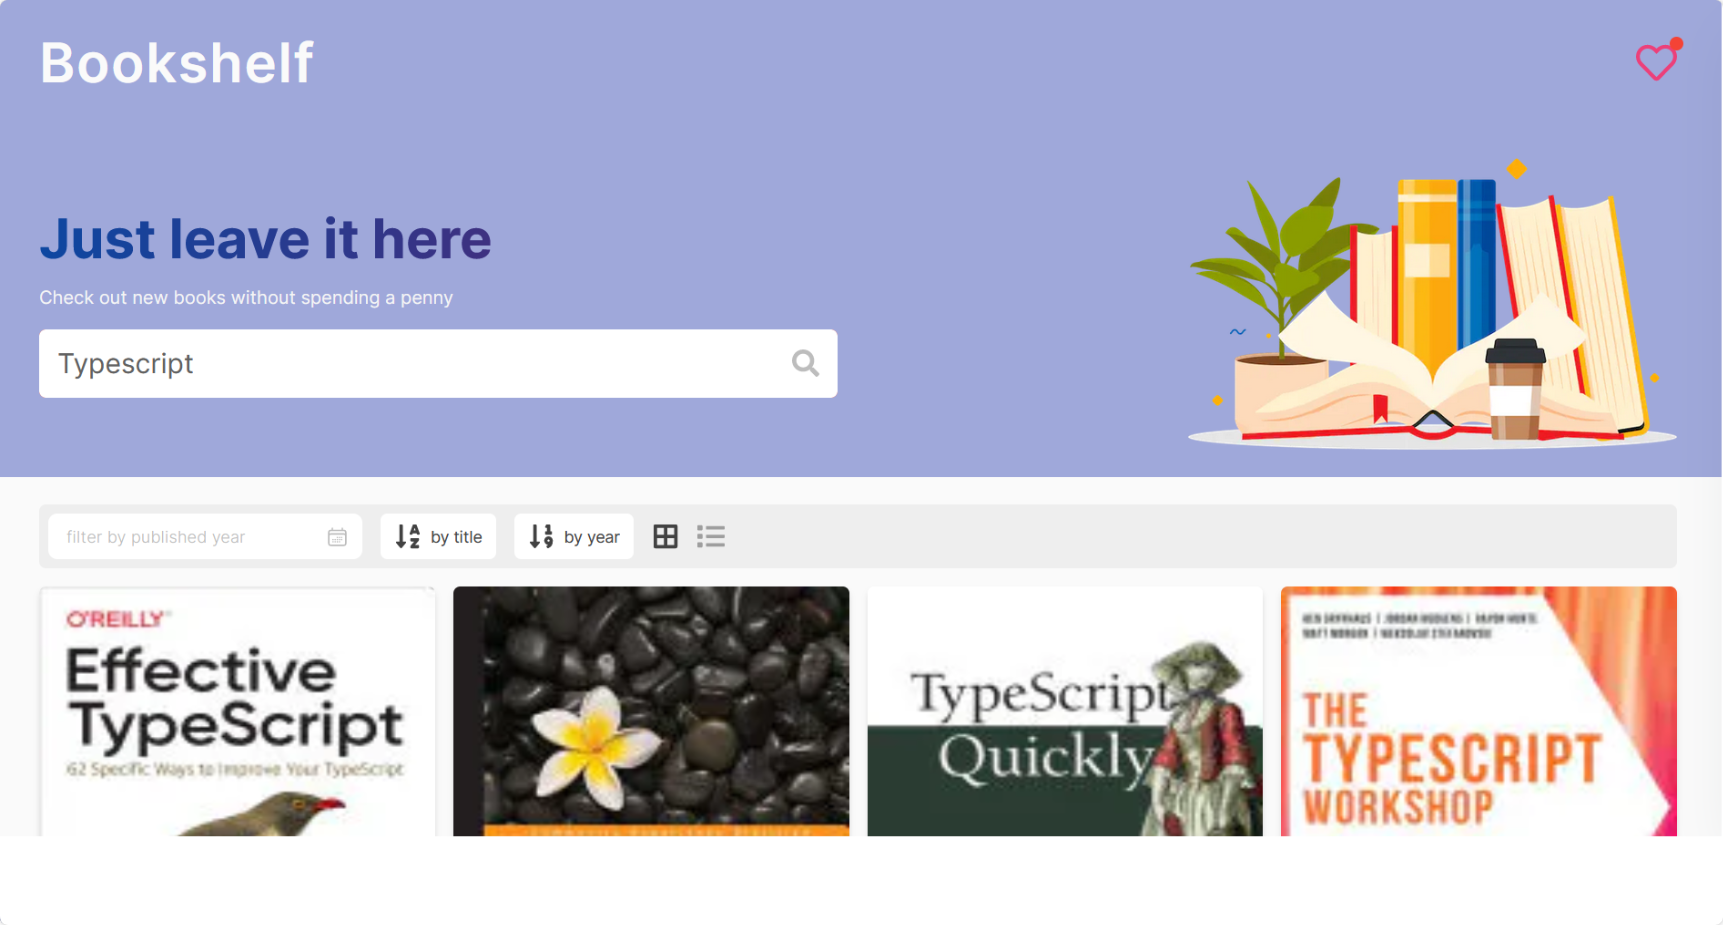 Bookshelf
Just leave it here
Check out new books without spending a penny
Typescript
filter by published year
by title
by year
O'REILLY
Effective
TypeScript
62 Specific Ways to Improve Your TypeScript
TypeScript
Quickly
THE
TYPESCRIPT
WORKSHOP